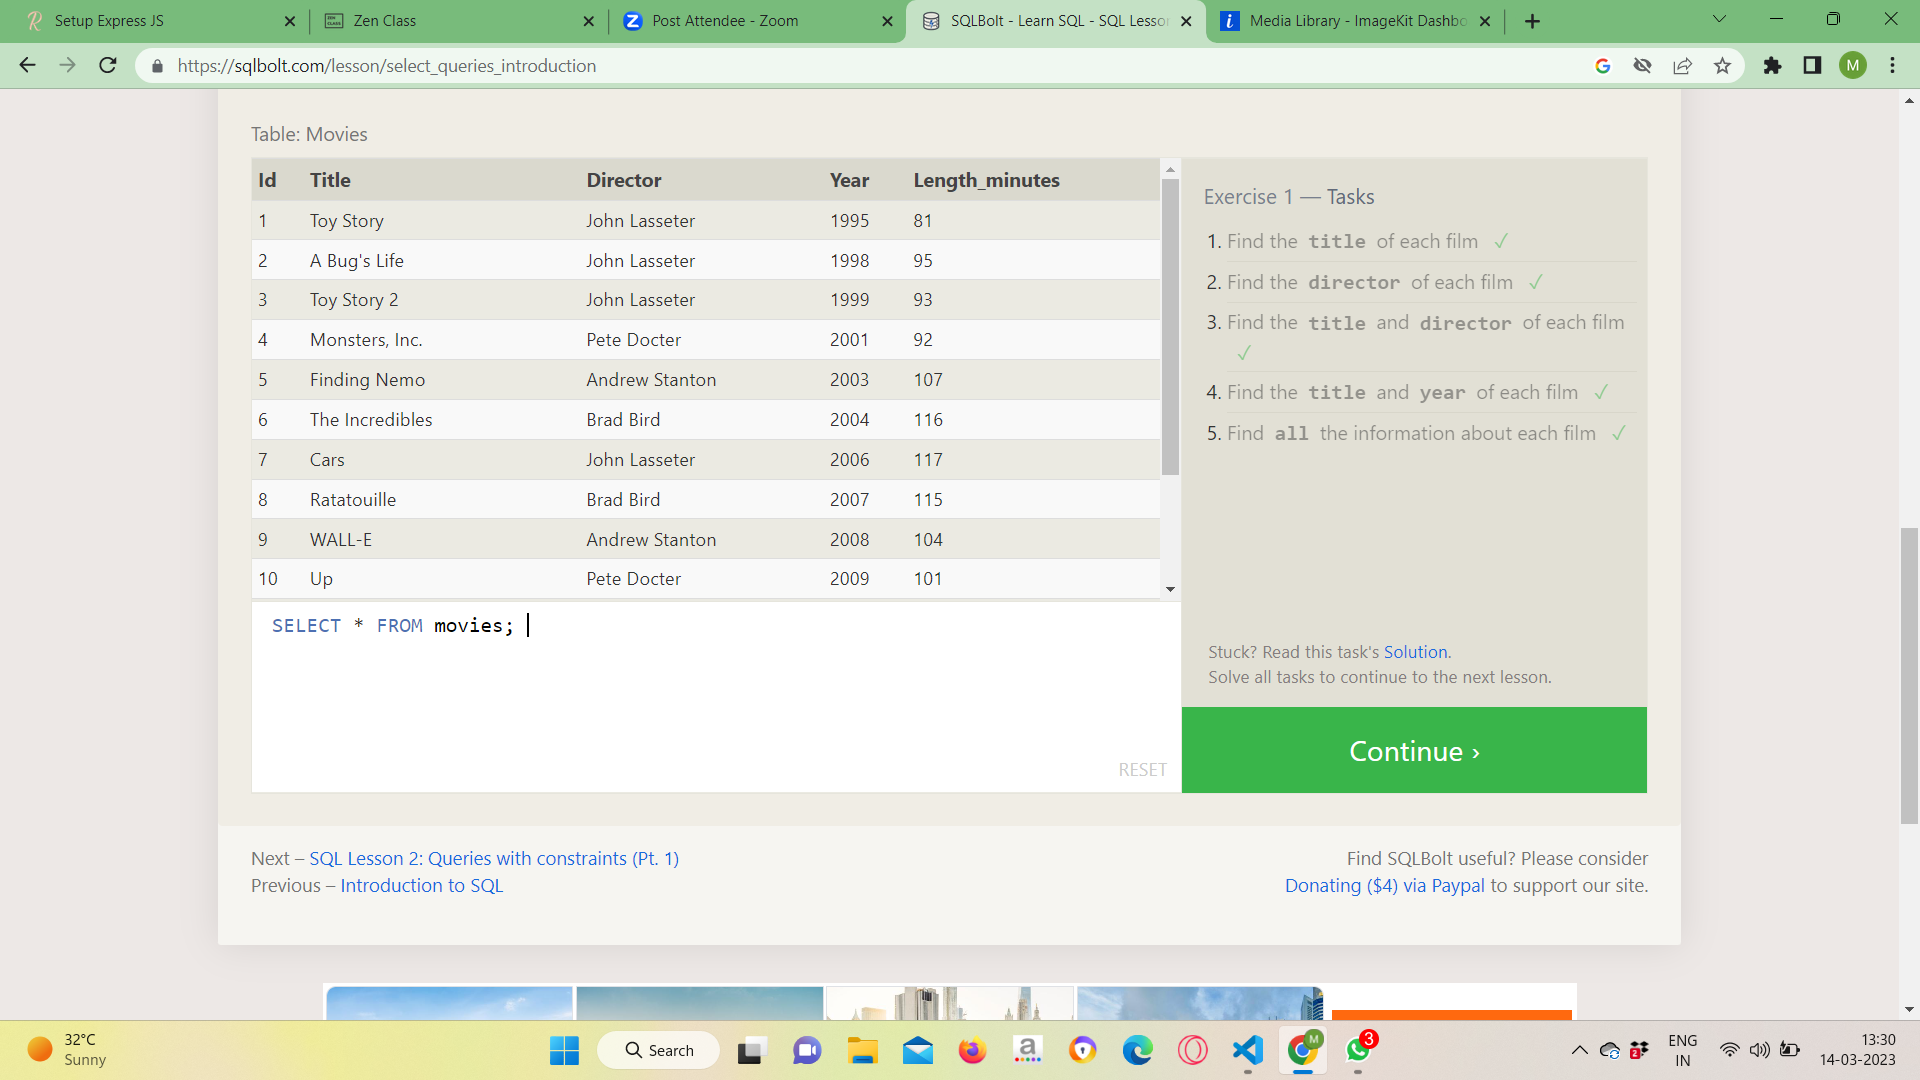 Setup Express JS
Zen Class
Post Attendee - Zoom
SQLBolt - Learn SQL - SQL Lesson
Media Library - ImageKit Dashbo
https://sqlbolt.com/lesson/select_queries_introduction
M
Table: Movies
Id Title Director Year Length_minutes
1 Toy Story John Lasseter 1995 81
2 A Bug's Life John Lasseter 1998 95
3 Toy Story 2 John Lasseter 1999 93
4 Monsters, Inc. Pete Docter 2001 92
5 Finding Nemo Andrew Stanton 2003 107
6 The Incredibles Brad Bird 2004 116
7 Cars John Lasseter 2006 117
8 Ratatouille Brad Bird 2007 115
9 WALL-E Andrew Stanton 2008 104
10 Up Pete Docter 2009 101
SELECT * FROM movies;
RESET
Exercise 1 — Tasks
1. Find the title of each film ✓
2. Find the director of each film ✓
3. Find the title and director of each film
✓
4. Find the title and year of each film ✓
5. Find all the information about each film ✓
Stuck? Read this task's Solution.
Solve all tasks to continue to the next lesson.
Continue ›
Next – SQL Lesson 2: Queries with constraints (Pt. 1)
Previous – Introduction to SQL
Find SQLBolt useful? Please consider
Donating ($4) via Paypal to support our site.
32°C
Sunny
Search
M
3
2
ENG
IN
13:30
14-03-2023